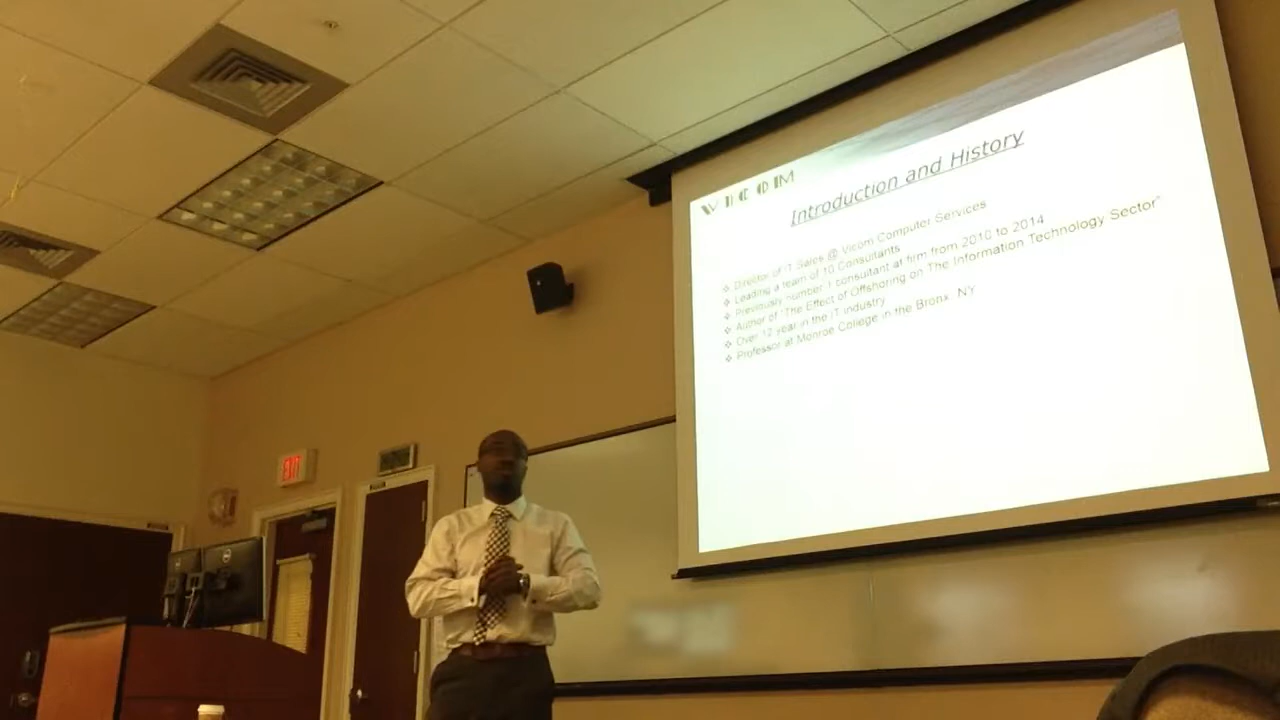 VICOM
Introduction and History
❖ Director of IT Sales @ Vicom Computer Services
❖ Leading a team of 10 Consultants
❖ Previously number 1 consultant at firm from 2010 to 2014
❖ Author of "The Effect of Offshoring on The Information Technology Sector"
❖ Over 12 year in the IT industry
❖ Professor at Monroe College in the Bronx, NY
EXIT